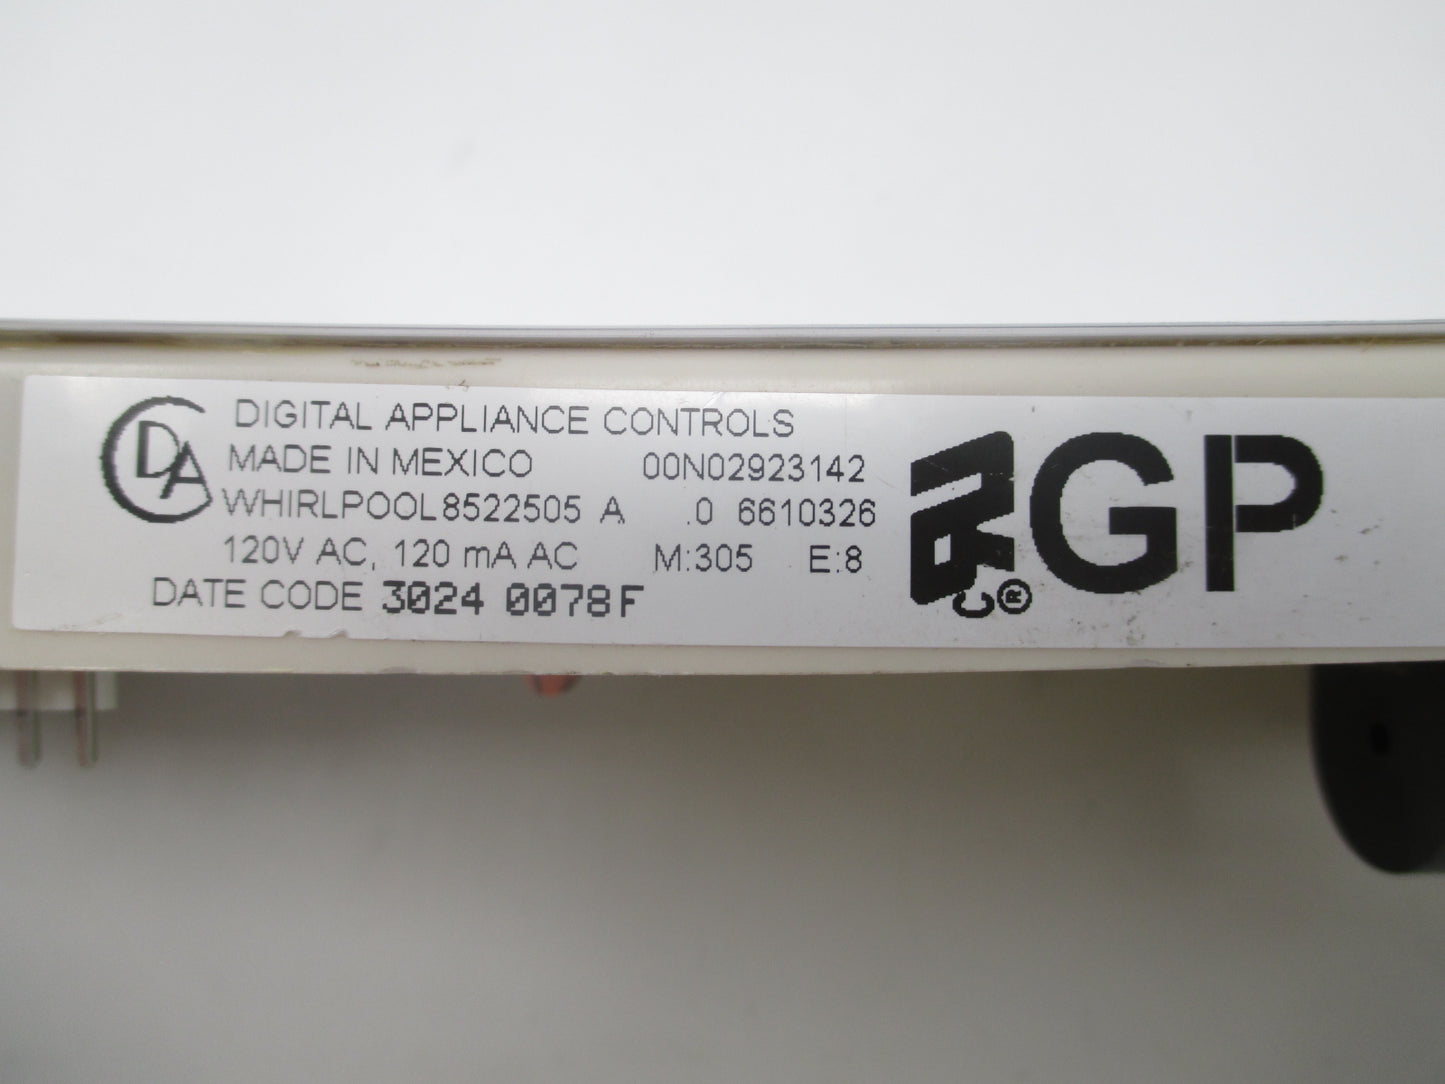 DIGITAL APPLIANCE CONTROLS
MADE IN MEXICO 00N02923142
WHIRLPOOL8522505 A .0 6610326
120V AC, 120 mA AC M:305 E:8
DATE CODE 3024 0078F
CDA
C ® GP